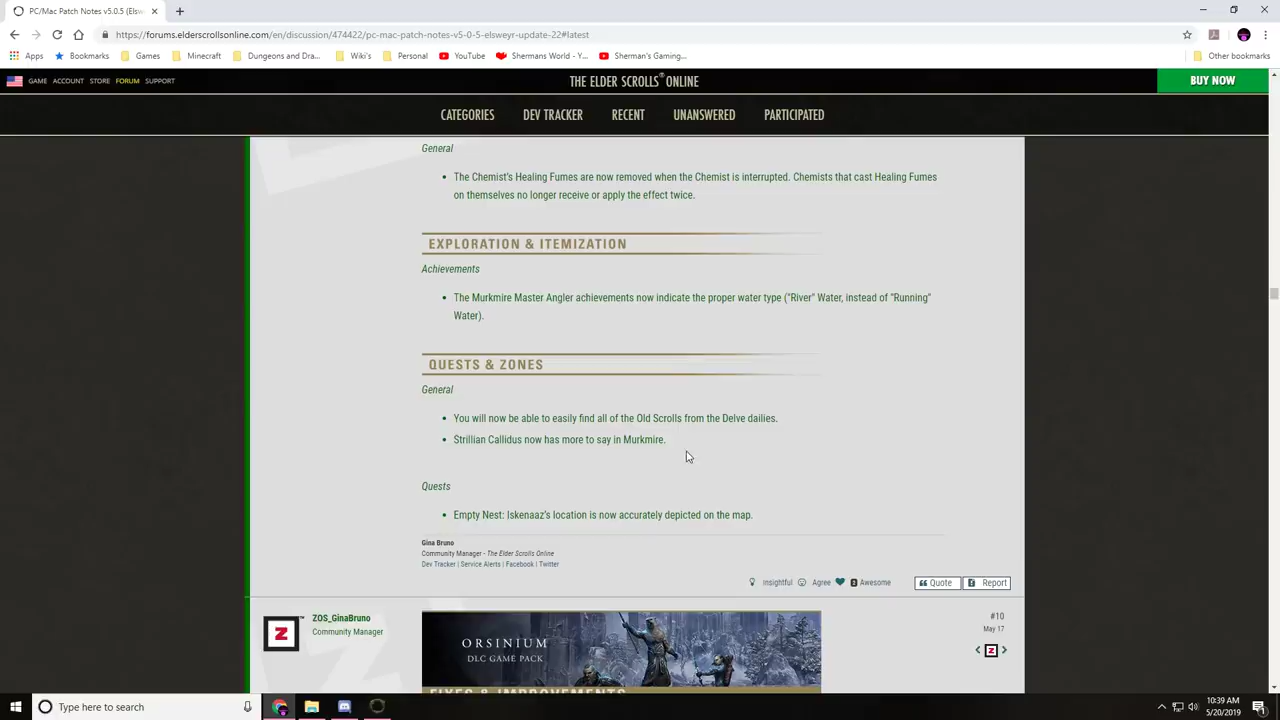 PC/Mac Patch Notes v5.0.5 (Elsw
https://forums.elderscrollsonline.com/en/discussion/474422/pc-mac-patch-notes-v5-0-5-elsweyr-update-22#latest
Apps Bookmarks Games Minecraft Dungeons and Dra... Wiki's Personal YouTube Shermans World - Y... Sherman's Gaming... Other bookmarks
GAME ACCOUNT STORE FORUM SUPPORT THE ELDER SCROLLS ONLINE BUY NOW
CATEGORIES DEV TRACKER RECENT UNANSWERED PARTICIPATED
General
• The Chemist's Healing Fumes are now removed when the Chemist is interrupted. Chemists that cast Healing Fumes
on themselves no longer receive or apply the effect twice.
EXPLORATION & ITEMIZATION
Achievements
• The Murkmire Master Angler achievements now indicate the proper water type ("River" Water, instead of "Running"
Water).
QUESTS & ZONES
General
• You will now be able to easily find all of the Old Scrolls from the Delve dailies.
• Strillian Callidus now has more to say in Murkmire.
Quests
• Empty Nest: Iskenaaz's location is now accurately depicted on the map.
Gina Bruno
Community Manager - The Elder Scrolls Online
Dev Tracker | Service Alerts | Facebook | Twitter
Insightful Agree Awesome Quote Report
ZOS_GinaBruno
Community Manager
#10
May 17
ORSINIUM
DLC GAME PACK
FIXES & IMPROVEMENTS
Type here to search
10:39 AM
5/20/2019